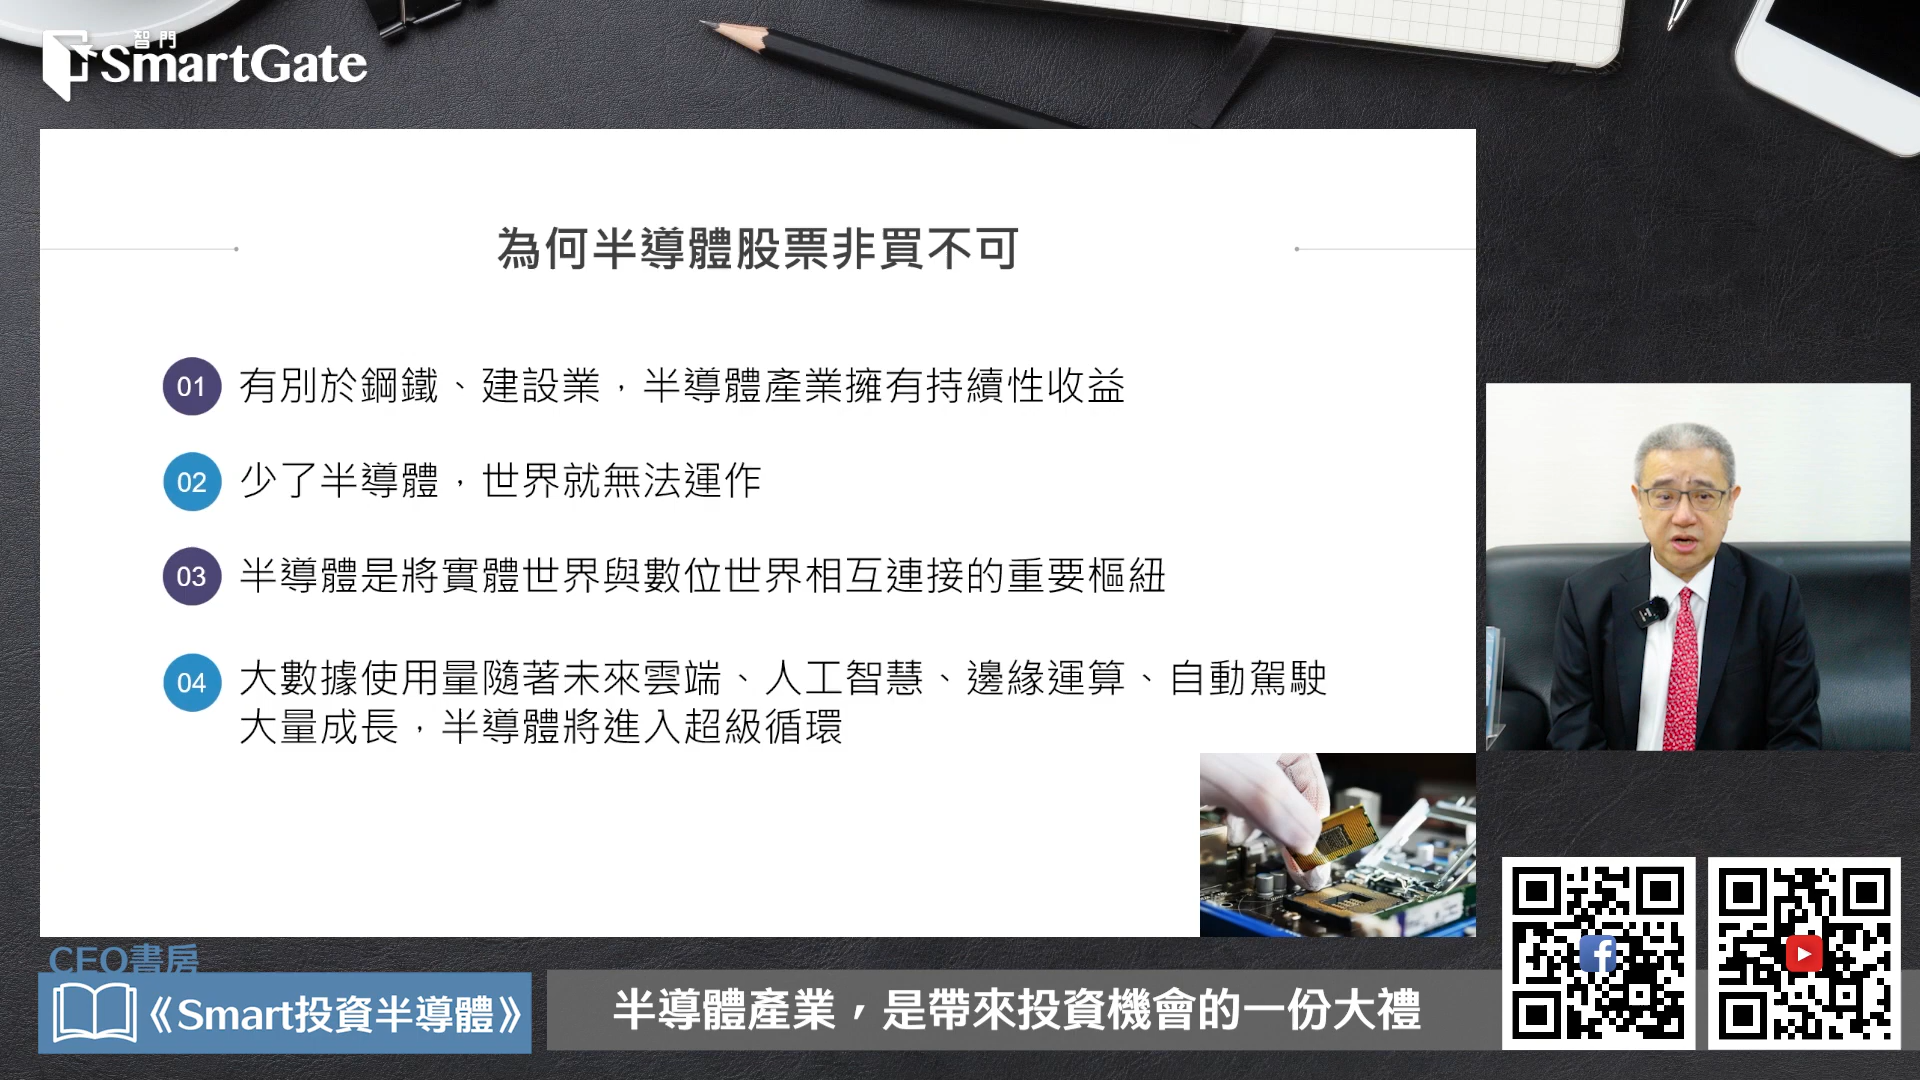 智門
SmartGate
為何半導體股票非買不可
01 有別於鋼鐵、建設業，半導體產業擁有持續性收益
02 少了半導體，世界就無法運作
03 半導體是將實體世界與數位世界相互連接的重要樞紐
04 大數據使用量隨著未來雲端、人工智慧、邊緣運算、自動駕駛
大量成長，半導體將進入超級循環
CEO書房
《Smart投資半導體》
半導體產業，是帶來投資機會的一份大禮